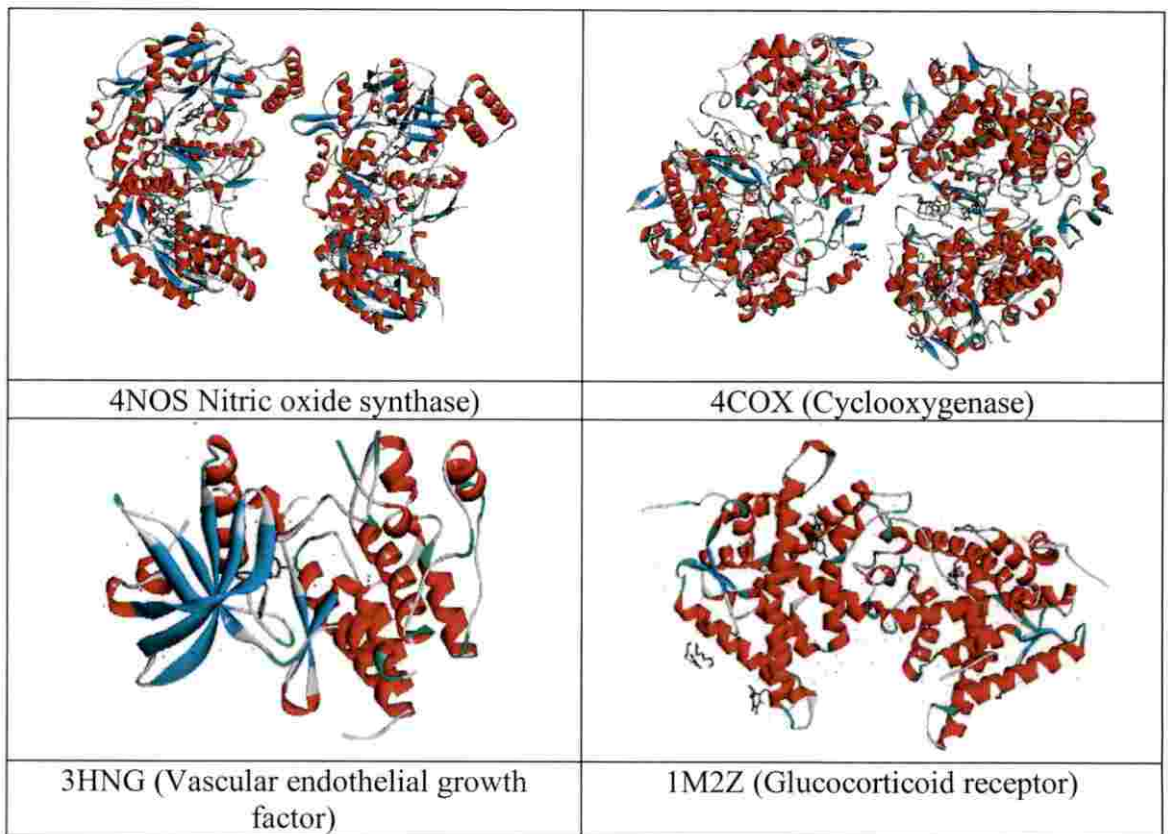 4NOS Nitric oxide synthase)
4COX (Cyclooxygenase)
3HNG (Vascular endothelial growth
factor)
1M2Z (Glucocorticoid receptor)